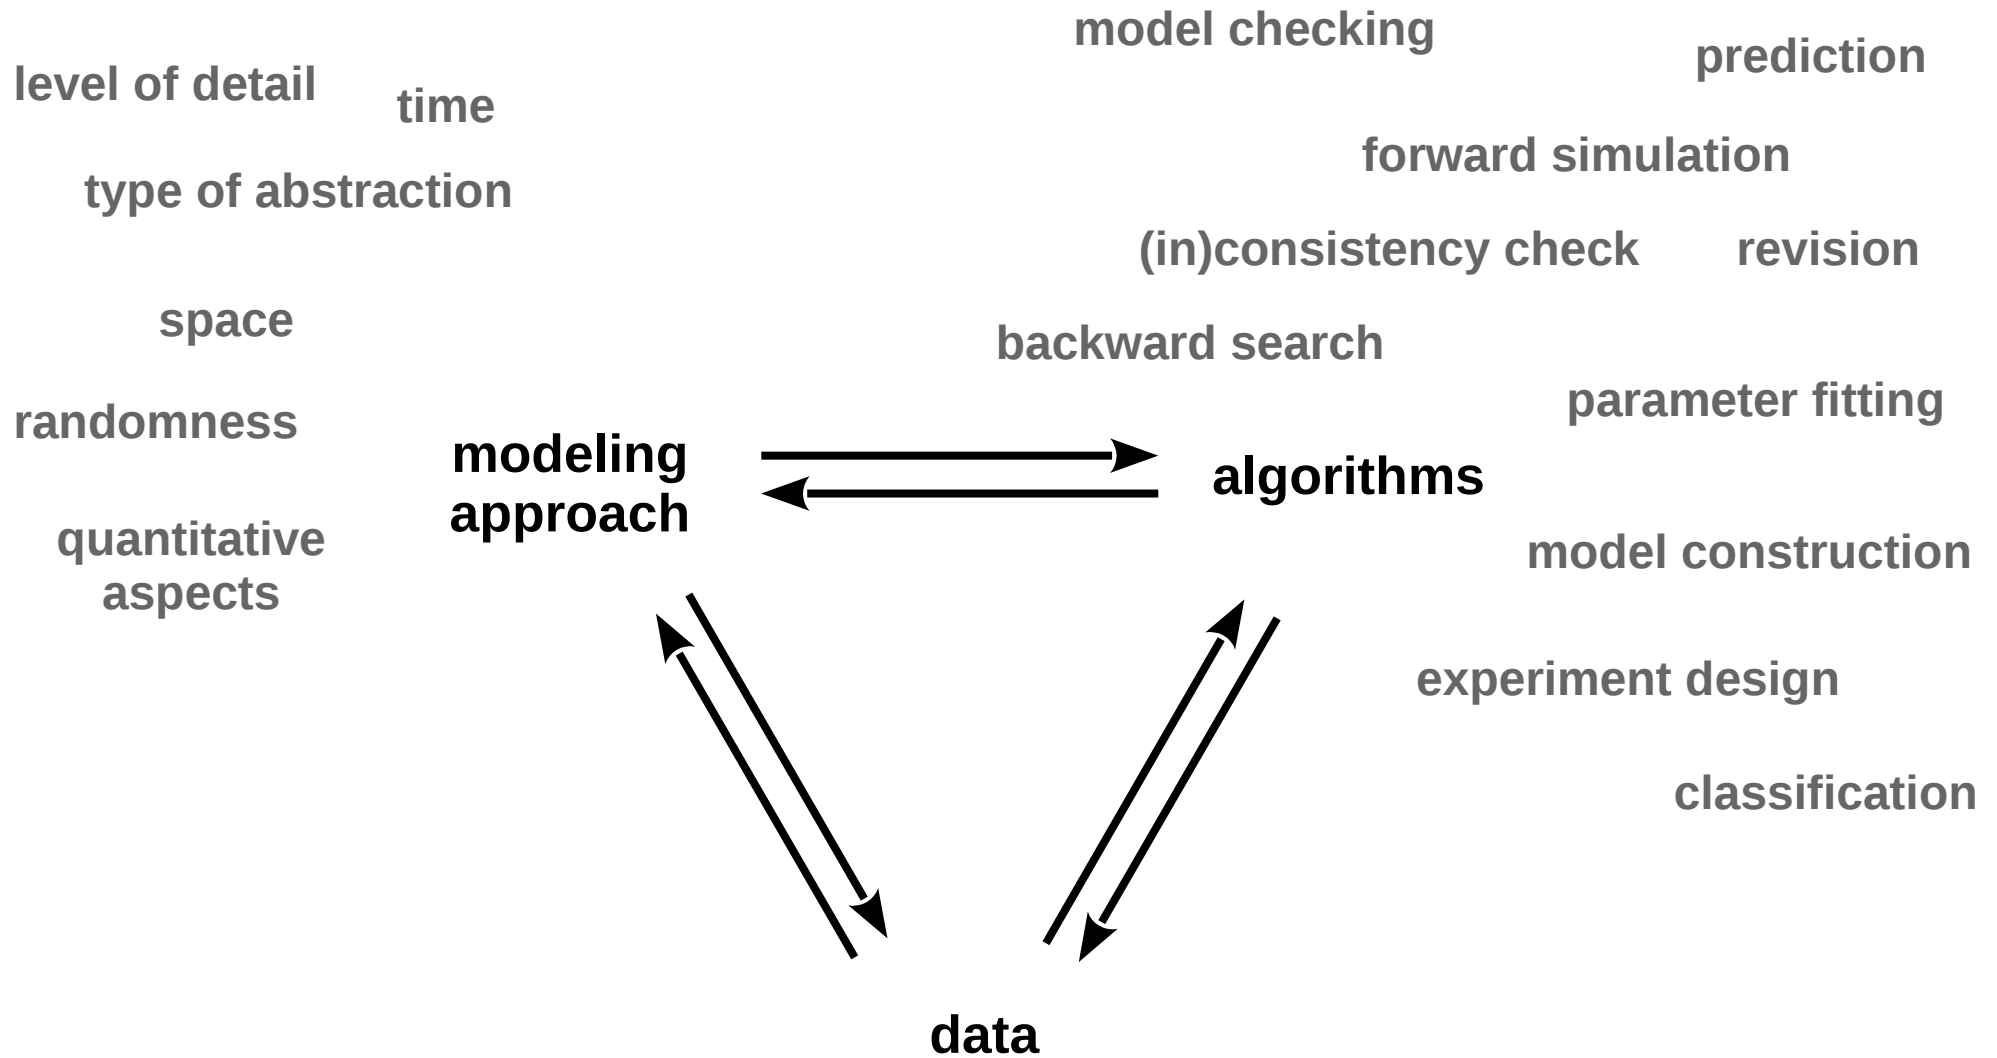 model checking
prediction
level of detail
time
forward simulation
type of abstraction
(in)consistency check
revision
space
backward search
parameter fitting
randomness
modeling
approach
algorithms
quantitative
aspects
model construction
experiment design
classification
data